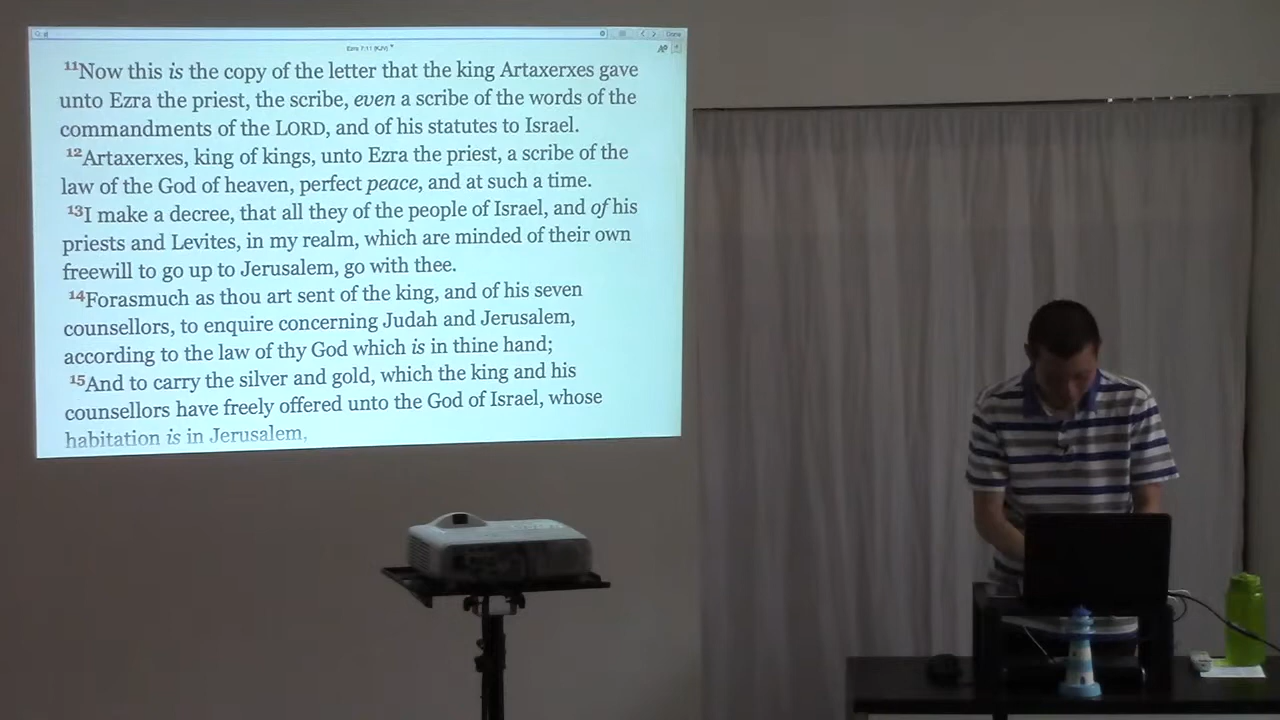 Done
Ezra 7:11 (KJV)
11Now this is the copy of the letter that the king Artaxerxes gave
unto Ezra the priest, the scribe, even a scribe of the words of the
commandments of the LORD, and of his statutes to Israel.
12Artaxerxes, king of kings, unto Ezra the priest, a scribe of the
law of the God of heaven, perfect peace, and at such a time.
13I make a decree, that all they of the people of Israel, and of his
priests and Levites, in my realm, which are minded of their own
freewill to go up to Jerusalem, go with thee.
14Forasmuch as thou art sent of the king, and of his seven
counsellors, to enquire concerning Judah and Jerusalem,
according to the law of thy God which is in thine hand;
15And to carry the silver and gold, which the king and his
counsellors have freely offered unto the God of Israel, whose
habitation is in Jerusalem,